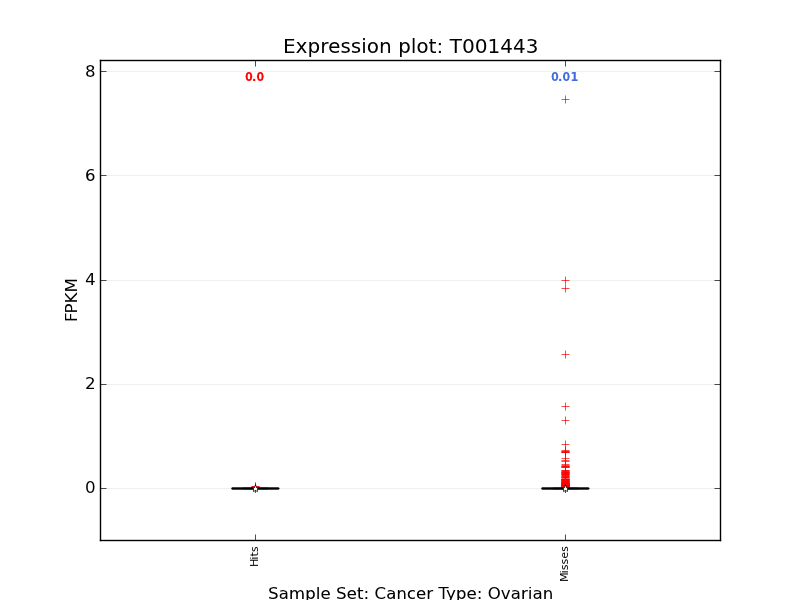 Expression plot: T001443
8
0.0
0.01
6
4
FPKM
2
0
Hits
Misses
Sample Set: Cancer Type: Ovarian